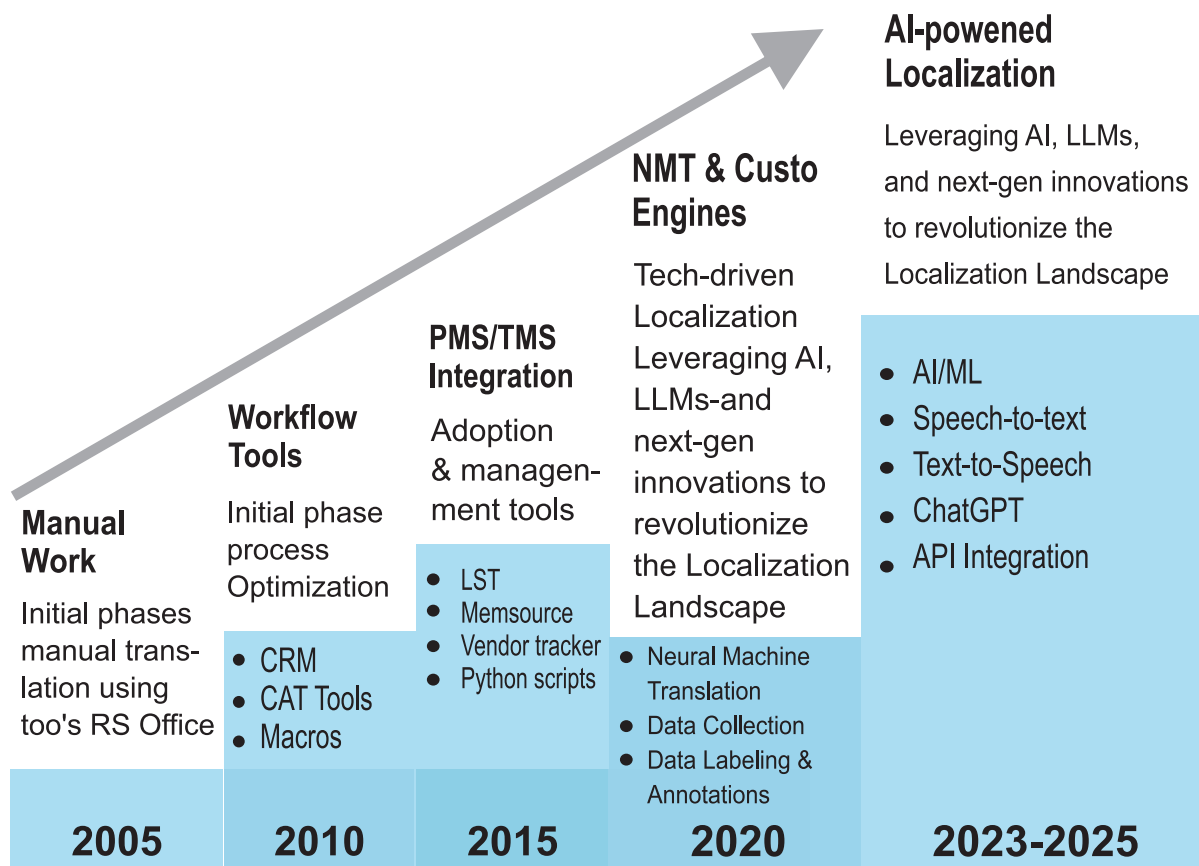 Manual
Work
Initial phases
manual trans-
lation using
too's RS Office
2005
Workflow
Tools
Initial phase
process
Optimization
• CRM
• CAT Tools
• Macros
2010
PMS/TMS
Integration
Adoption
& managen-
ment tools
• LST
• Memsource
• Vendor tracker
• Python scripts
2015
NMT & Custo
Engines
Tech-driven
Localization
Leveraging AI,
LLMs-and
next-gen
innovations to
revolutionize
the Localization
Landscape
• Neural Machine
Translation
• Data Collection
• Data Labeling &
Annotations
2020
AI-powened
Localization
Leveraging AI, LLMs,
and next-gen innovations
to revolutionize the
Localization Landscape
• AI/ML
• Speech-to-text
• Text-to-Speech
• ChatGPT
• API Integration
2023-2025